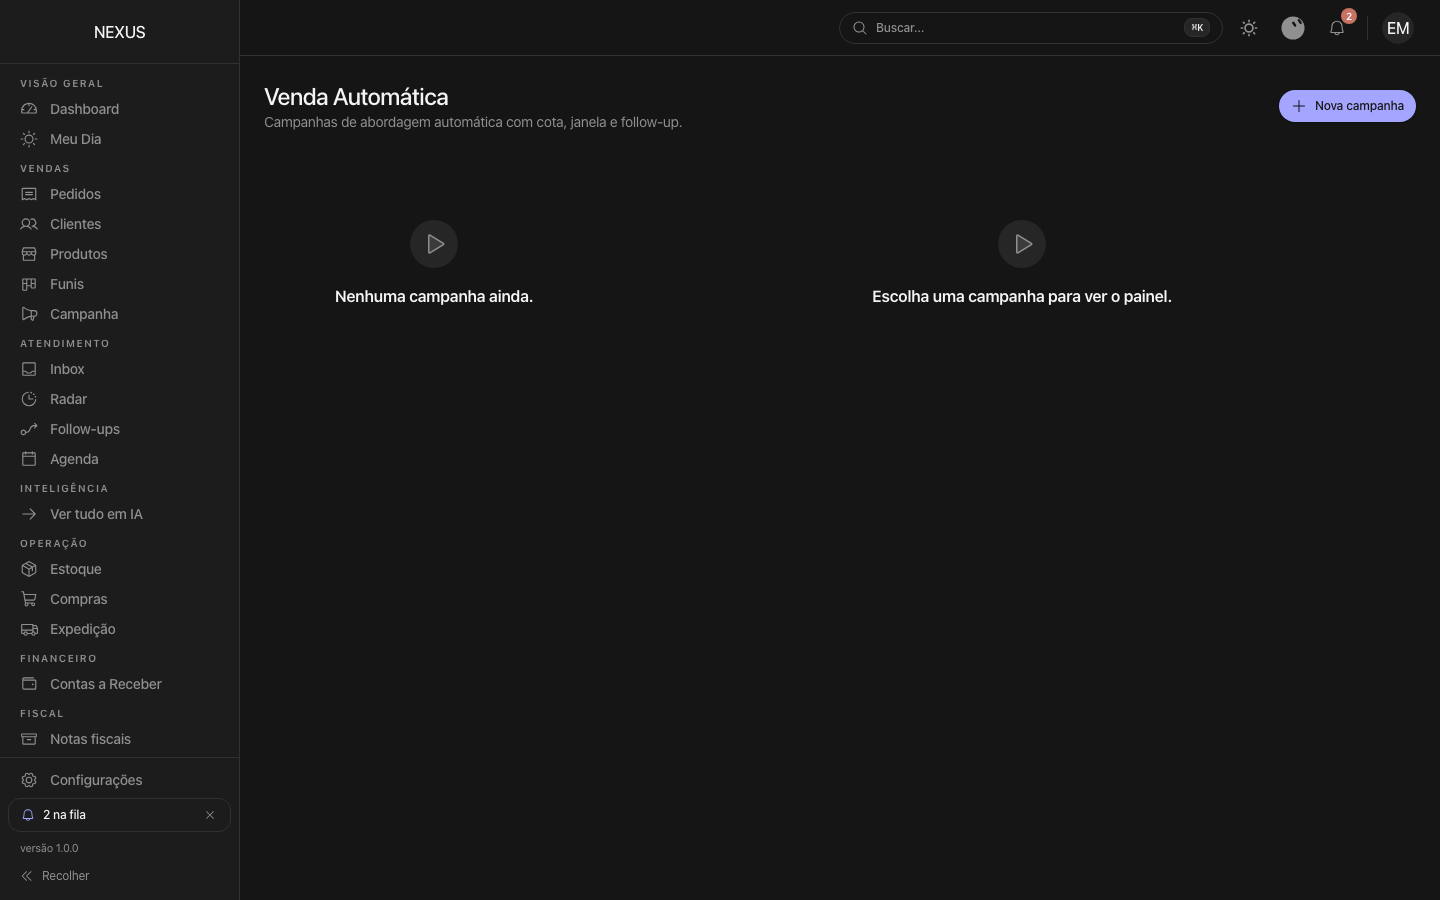 NEXUS
Buscar...
⌘K
2
EM
VISÃO GERAL
Dashboard
Meu Dia
VENDAS
Pedidos
Clientes
Produtos
Funis
Campanha
ATENDIMENTO
Inbox
Radar
Follow-ups
Agenda
INTELIGÊNCIA
Ver tudo em IA
OPERAÇÃO
Estoque
Compras
Expedição
FINANCEIRO
Contas a Receber
FISCAL
Notas fiscais
Configurações
2 na fila
versão 1.0.0
Recolher
Venda Automática
Campanhas de abordagem automática com cota, janela e follow-up.
Nova campanha
Nenhuma campanha ainda.
Escolha uma campanha para ver o painel.